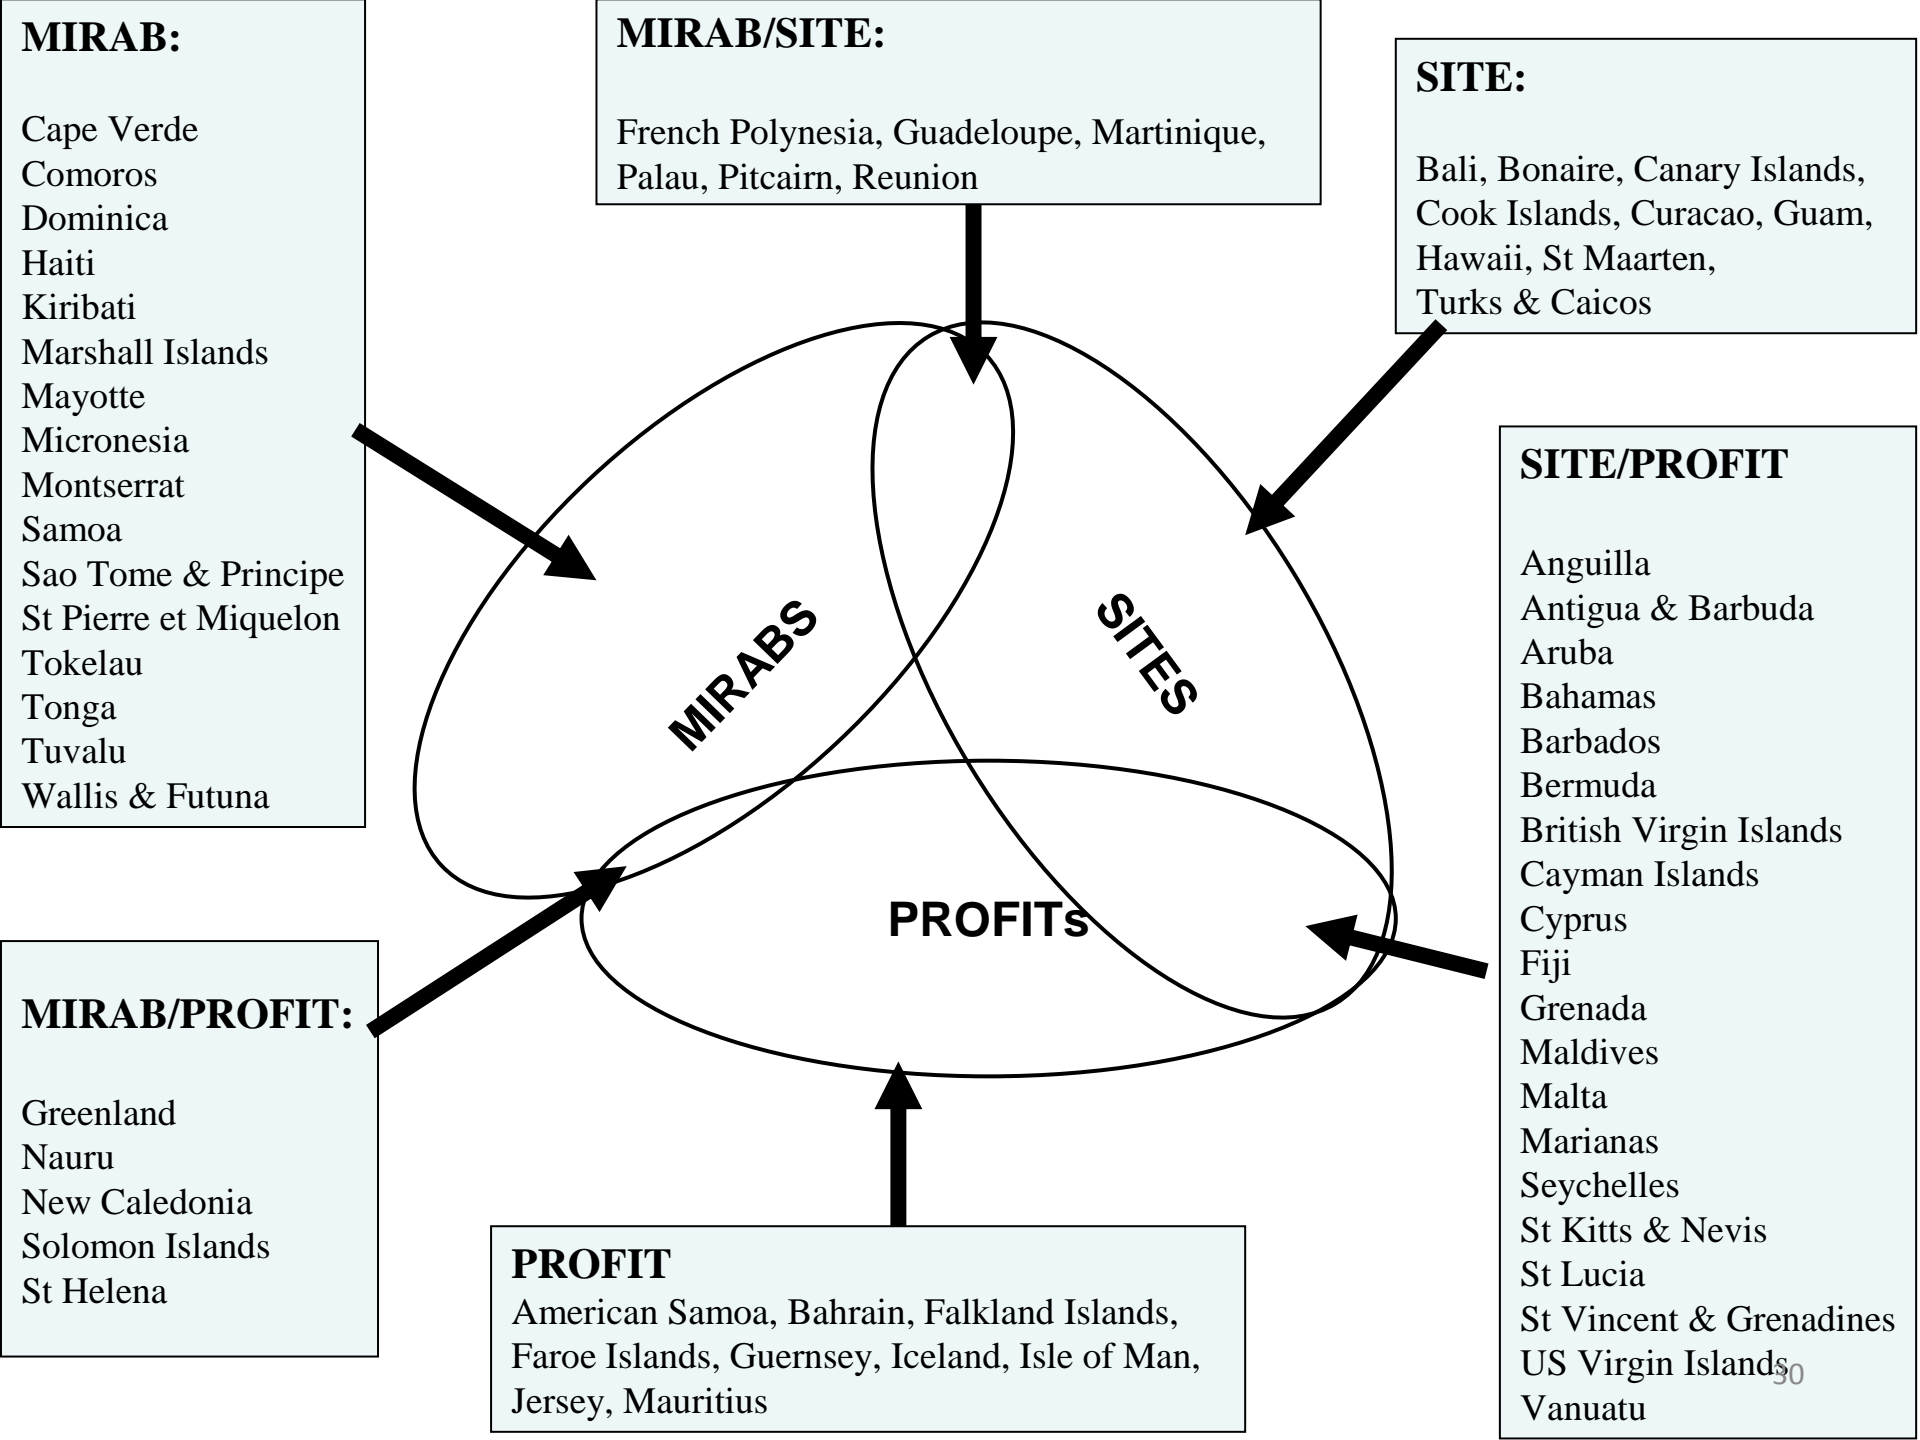 MIRAB:
Cape Verde
Comoros
Dominica
Haiti
Kiribati
Marshall Islands
Mayotte
Micronesia
Montserrat
Samoa
Sao Tome & Principe
St Pierre et Miquelon
Tokelau
Tonga
Tuvalu
Wallis & Futuna
MIRAB/SITE:
French Polynesia, Guadeloupe, Martinique,
Palau, Pitcairn, Reunion
SITE:
Bali, Bonaire, Canary Islands,
Cook Islands, Curacao, Guam,
Hawaii, St Maarten,
Turks & Caicos
MIRABS
SITES
PROFITs
SITE/PROFIT
Anguilla
Antigua & Barbuda
Aruba
Bahamas
Barbados
Bermuda
British Virgin Islands
Cayman Islands
Cyprus
Fiji
Grenada
Maldives
Malta
Marianas
Seychelles
St Kitts & Nevis
St Lucia
St Vincent & Grenadines
US Virgin Islands
Vanuatu
MIRAB/PROFIT:
Greenland
Nauru
New Caledonia
Solomon Islands
St Helena
PROFIT
American Samoa, Bahrain, Falkland Islands,
Faroe Islands, Guernsey, Iceland, Isle of Man,
Jersey, Mauritius
30